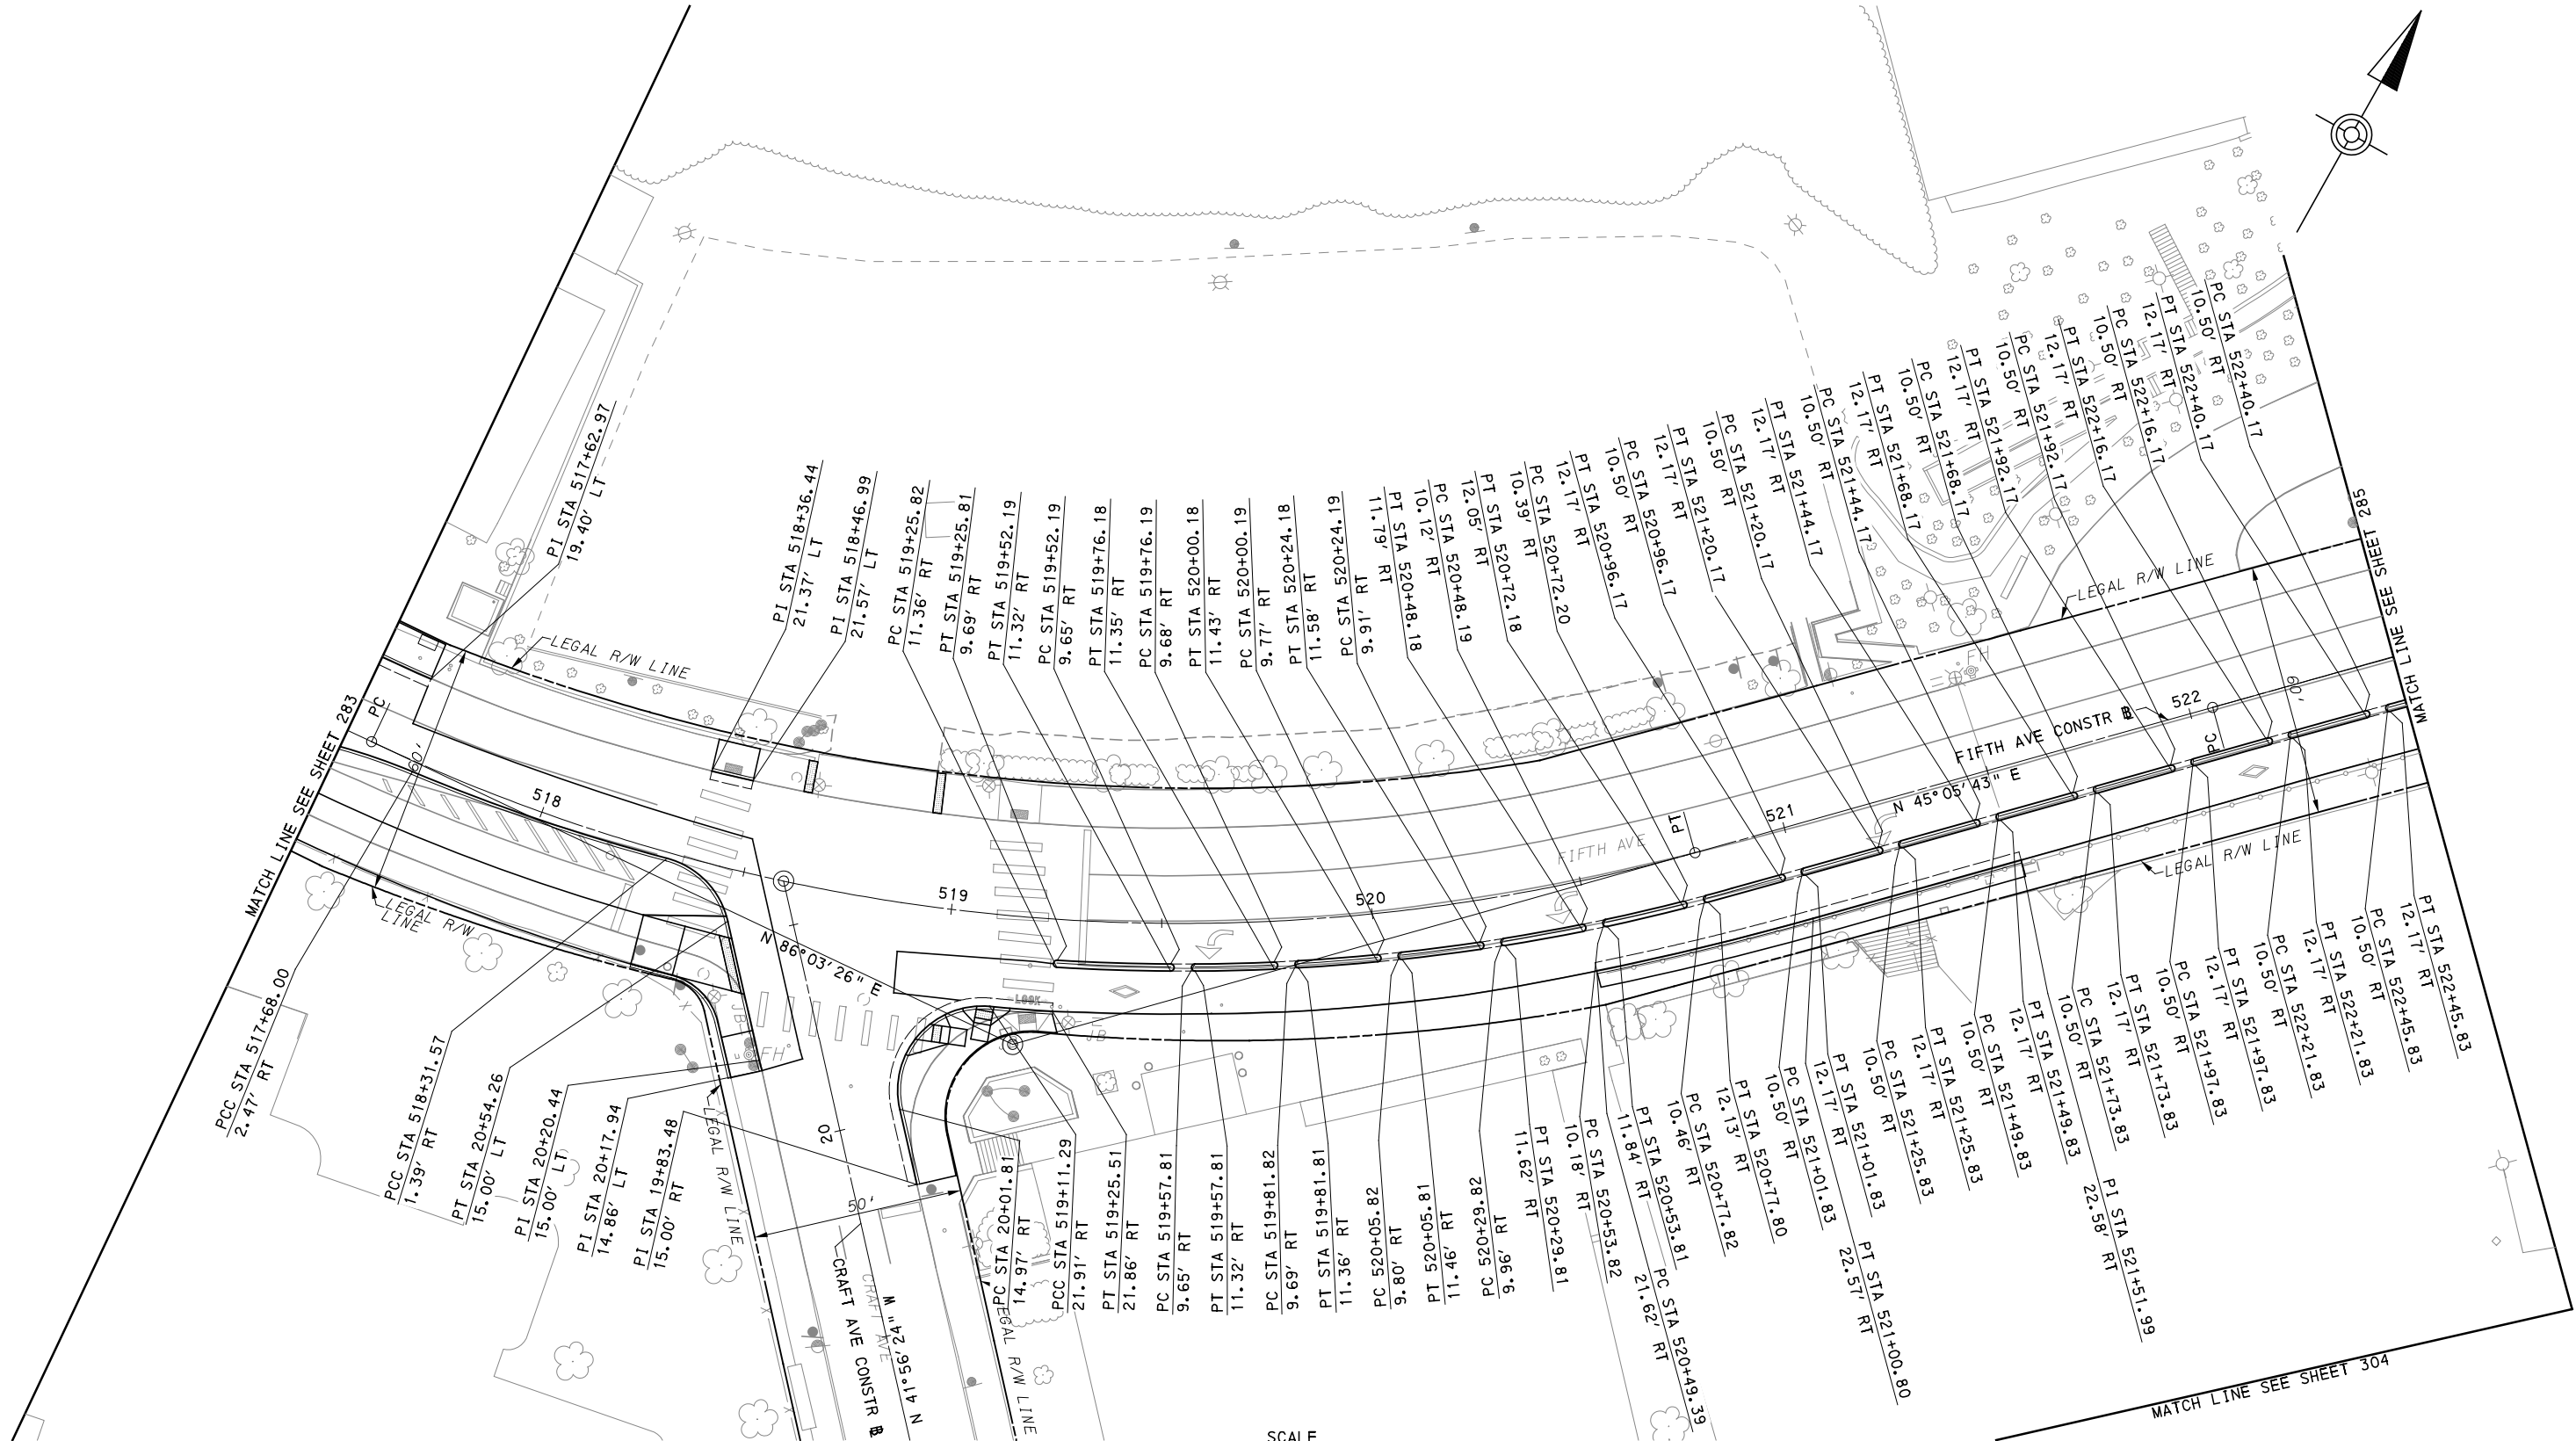 PI STA 517+62.97
19.40' LT
PI STA 518+36.44
21.37' LT
PI STA 518+46.99
21.57' LT
PC STA 519+25.82
11.36' RT
PT STA 519+25.81
9.69' RT
PT STA 519+52.19
11.32' RT
PC STA 519+52.19
9.65' RT
PT STA 519+76.18
11.35' RT
PC STA 519+76.19
9.68' RT
PT STA 520+00.18
11.43' RT
PC STA 520+00.19
9.77' RT
PT STA 520+24.18
11.58' RT
PC STA 520+24.19
9.91' RT
PT STA 520+48.18
11.79' RT
PC STA 520+48.19
10.12' RT
PT STA 520+72.18
12.05' RT
PC STA 520+72.20
10.39' RT
PT STA 520+96.17
12.17' RT
PC STA 520+96.17
10.50' RT
PT STA 521+20.17
12.17' RT
PC STA 521+20.17
10.50' RT
PT STA 521+44.17
12.17' RT
PC STA 521+44.17
10.50' RT
PT STA 521+68.17
12.17' RT
PC STA 521+68.17
10.50' RT
PT STA 521+92.17
12.17' RT
PC STA 521+92.17
10.50' RT
PT STA 522+16.17
12.17' RT
PC STA 522+16.17
10.50' RT
PT STA 522+40.17
12.17' RT
PC STA 522+40.17
10.50' RT
MATCH LINE SEE SHEET 283
MATCH LINE SEE SHEET 285
LEGAL R/W LINE
LEGAL R/W LINE
FH
PC
60'
518
519
520
521
522
PT
PC
60'
FIFTH AVE CONSTR B
N 45°05'43" E
FIFTH AVE
LEGAL R/W LINE
LEGAL R/W
LINE
N 86°03'26" E
LOOK
JB
JB
FH
20
50'
LEGAL R/W LINE
LEGAL R/W LINE
CRAFT AVE CONSTR B
CRAFT AVE
N 41°56'24" W
PCC STA 517+68.00
2.47' RT
PCC STA 518+31.57
1.39' RT
PT STA 20+54.26
15.00' LT
PI STA 20+20.44
15.00' LT
PI STA 20+17.94
14.86' LT
PI STA 19+83.48
15.00' RT
PC STA 20+01.81
14.97' RT
PCC STA 519+11.29
21.91' RT
PT STA 519+25.51
21.86' RT
PC STA 519+57.81
9.65' RT
PT STA 519+57.81
11.32' RT
PC STA 519+81.82
9.69' RT
PT STA 519+81.81
11.36' RT
PC 520+05.82
9.80' RT
PT 520+05.81
11.46' RT
PC 520+29.82
9.96' RT
PT STA 520+29.81
11.62' RT
PC STA 520+53.82
10.18' RT
PT STA 520+53.81
11.84' RT
PC STA 520+49.39
21.62' RT
PC STA 520+77.82
10.46' RT
PT STA 520+77.80
12.13' RT
PC STA 521+01.83
10.50' RT
PT STA 521+01.83
12.17' RT
PT STA 521+00.80
22.57' RT
PC STA 521+25.83
10.50' RT
PT STA 521+25.83
12.17' RT
PC STA 521+49.83
10.50' RT
PT STA 521+49.83
12.17' RT
PI STA 521+51.99
22.58' RT
PC STA 521+73.83
10.50' RT
PT STA 521+73.83
12.17' RT
PC STA 521+97.83
10.50' RT
PT STA 521+97.83
12.17' RT
PC STA 522+21.83
10.50' RT
PT STA 522+21.83
12.17' RT
PC STA 522+45.83
10.50' RT
PT STA 522+45.83
12.17' RT
MATCH LINE SEE SHEET 304
SCALE